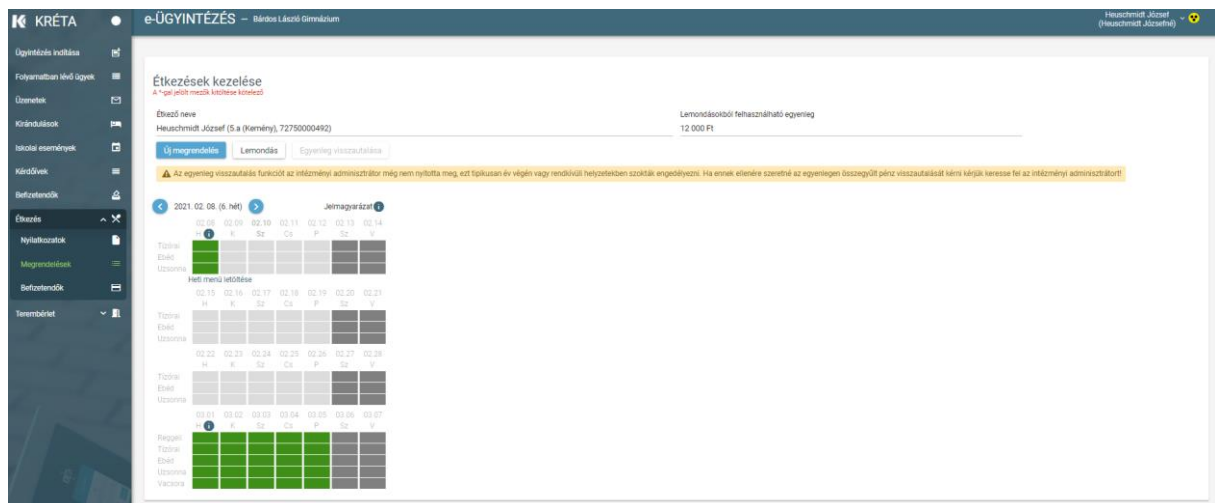 KRÉTA
e-ÜGYINTÉZÉS – Bárdos László Gimnázium
Heuschmidt József
(Heuschmidt Józsefné)
Ügyintézés indítása
Folyamatban lévő ügyek
Üzenetek
Kirándulások
Iskolai események
Kérdőívek
Befizetendők
Étkezés
Nyilatkozatok
Megrendelések
Befizetendők
Terembérlet
Étkezések kezelése
A *-gal jelölt mezők kitöltése kötelező
Étkező neve
Heuschmidt József (5.a (Kemény), 72750000492)
Lemondásokból felhasználható egyenleg
12 000 Ft
Új megrendelés
Lemondás
Egyenleg visszautalása
Az egyenleg visszautalás funkciót az intézményi adminisztrátor még nem nyitotta meg, ezt tipikusan év végén vagy rendkívüli helyzetekben szokták engedélyezni. Ha ennek ellenére szeretné az egyenlegen összegyűlt pénz visszautalását kérni kérjük keresse fel az intézményi adminisztrátort!
2021. 02. 08. (6. hét)
Jelmagyarázat
02.08 02.09 02.10 02.11 02.12 02.13 02.14
H K Sz Cs P Sz V
Tízórai
Ebéd
Uzsonna
Heti menü letöltése
02.15 02.16 02.17 02.18 02.19 02.20 02.21
H K Sz Cs P Sz V
Tízórai
Ebéd
Uzsonna
02.22 02.23 02.24 02.25 02.26 02.27 02.28
H K Sz Cs P Sz V
Tízórai
Ebéd
Uzsonna
03.01 03.02 03.03 03.04 03.05 03.06 03.07
H K Sz Cs P Sz V
Reggeli
Tízórai
Ebéd
Uzsonna
Vacsora